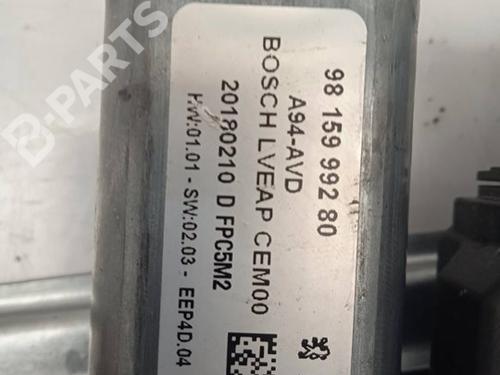 98 159 992 80
A94-AVD
BOSCH LVEAP CEM00
20180210 D FPC5M2
HW:01.01 - SW:02.03 - EEP4D.04
B-PARTS